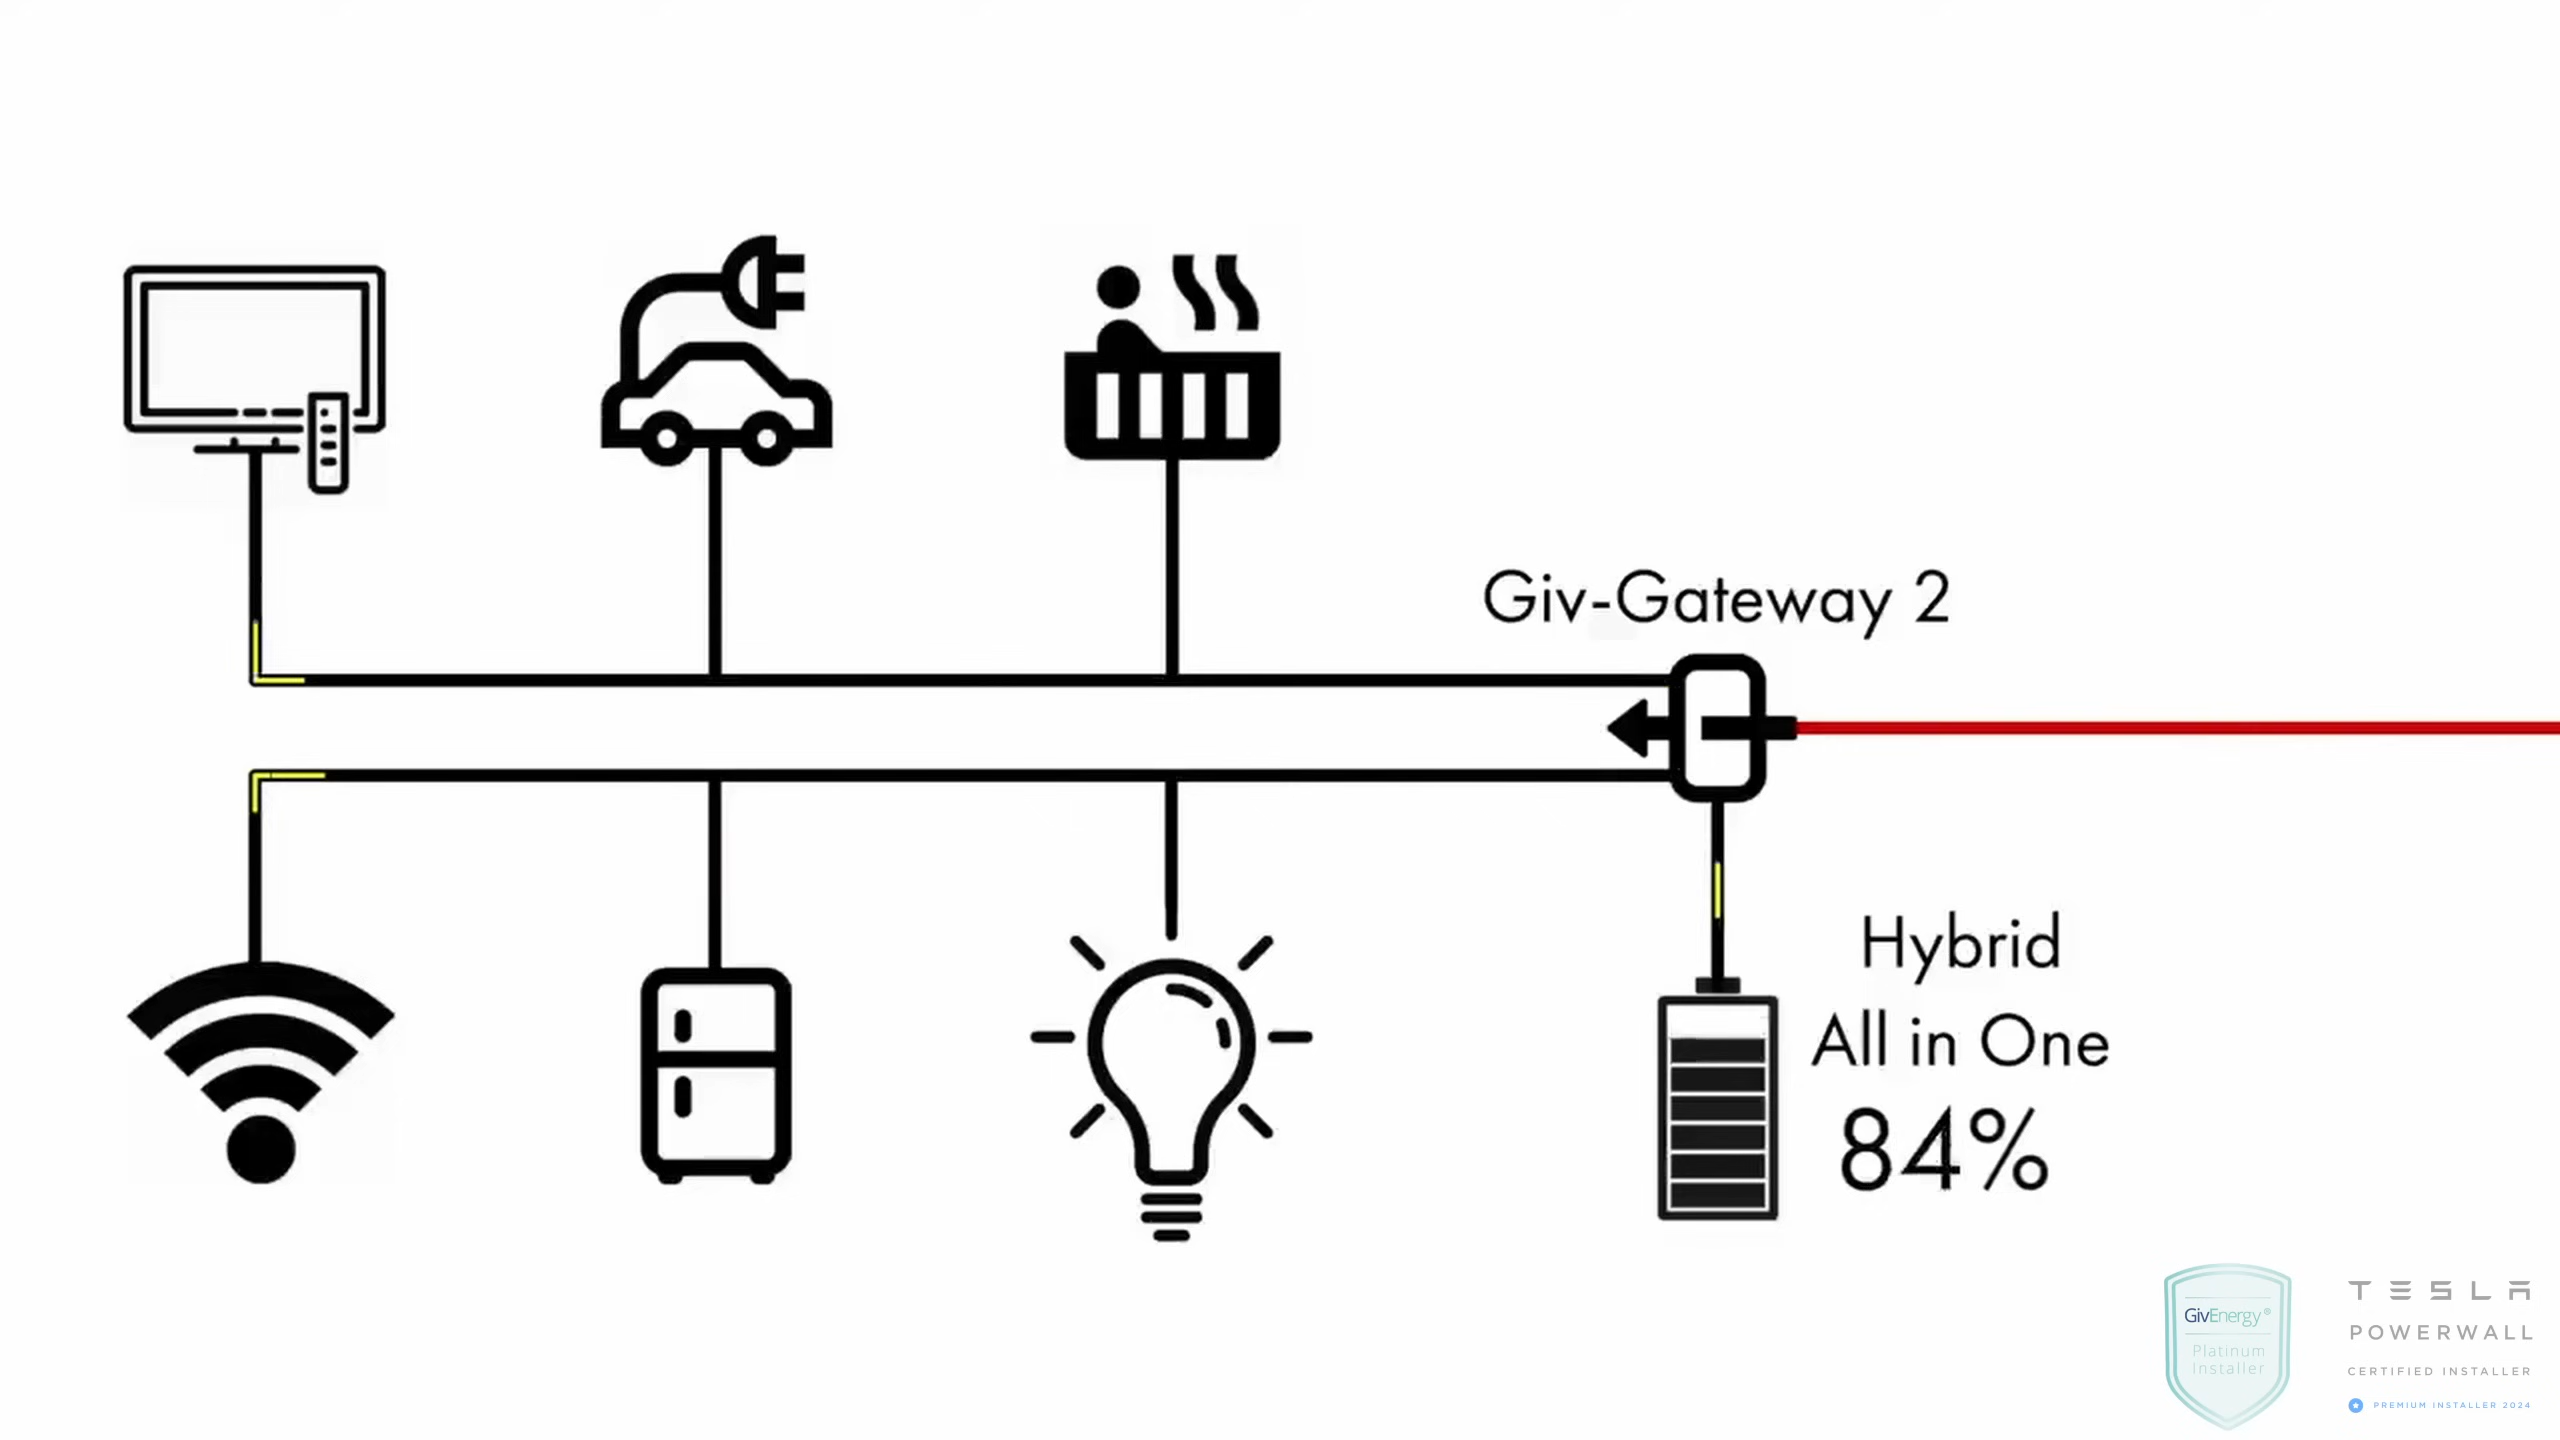 Giv-Gateway 2
Hybrid
All in One
84%
GivEnergy®
Platinum
Installer
TESLA
POWERWALL
CERTIFIED INSTALLER
PREMIUM INSTALLER 2024